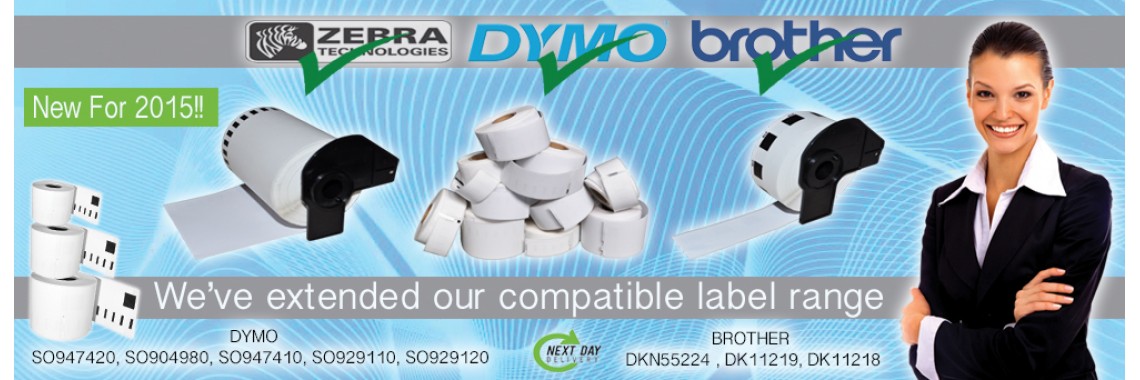 ZEBRA
TECHNOLOGIES
DYMO
brother
New For 2015!!
We've extended our compatible label range
DYMO
SO947420, SO904980, SO947410, SO929110, SO929120
NEXT DAY
DELIVERY
BROTHER
DKN55224 , DK11219, DK11218